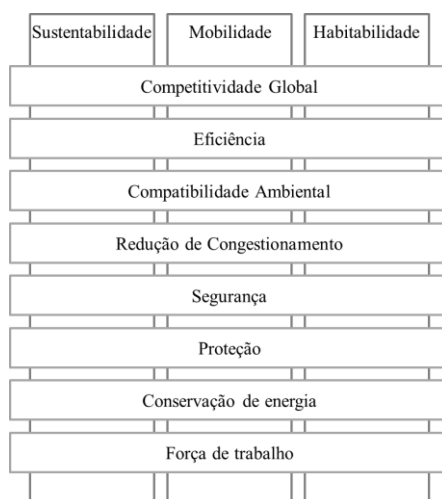 Sustentabilidade Mobilidade Habitabilidade
Competitividade Global
Eficiência
Compatibilidade Ambiental
Redução de Congestionamento
Segurança
Proteção
Conservação de energia
Força de trabalho